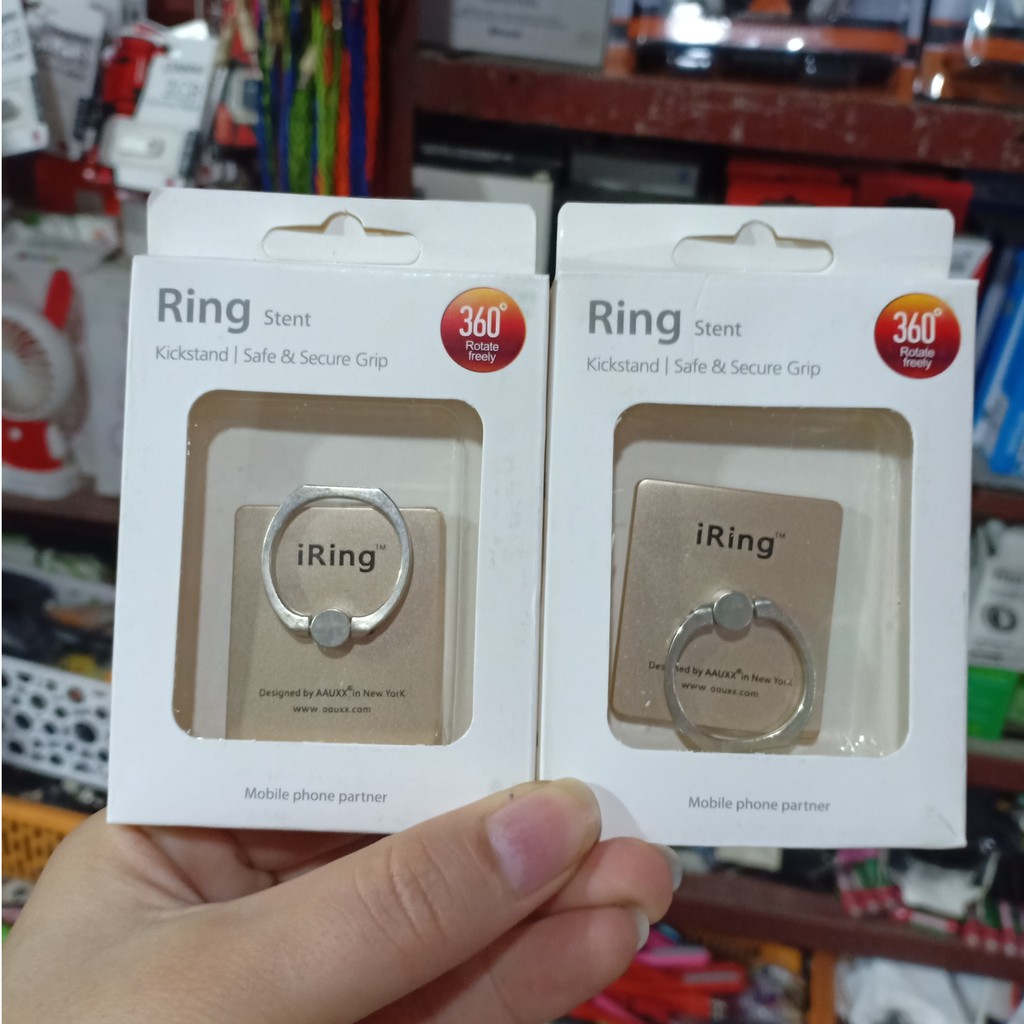 Ring Stent
Kickstand | Safe & Secure Grip
360°
Rotate
freely
iRing™
Designed by AAUXX® in New YorK
www.aauxx.com
Mobile phone partner
Ring Stent
Kickstand | Safe & Secure Grip
360°
Rotate
freely
iRing™
Designed by AAUXX® in New York
www.aauxx.com
Mobile phone partner